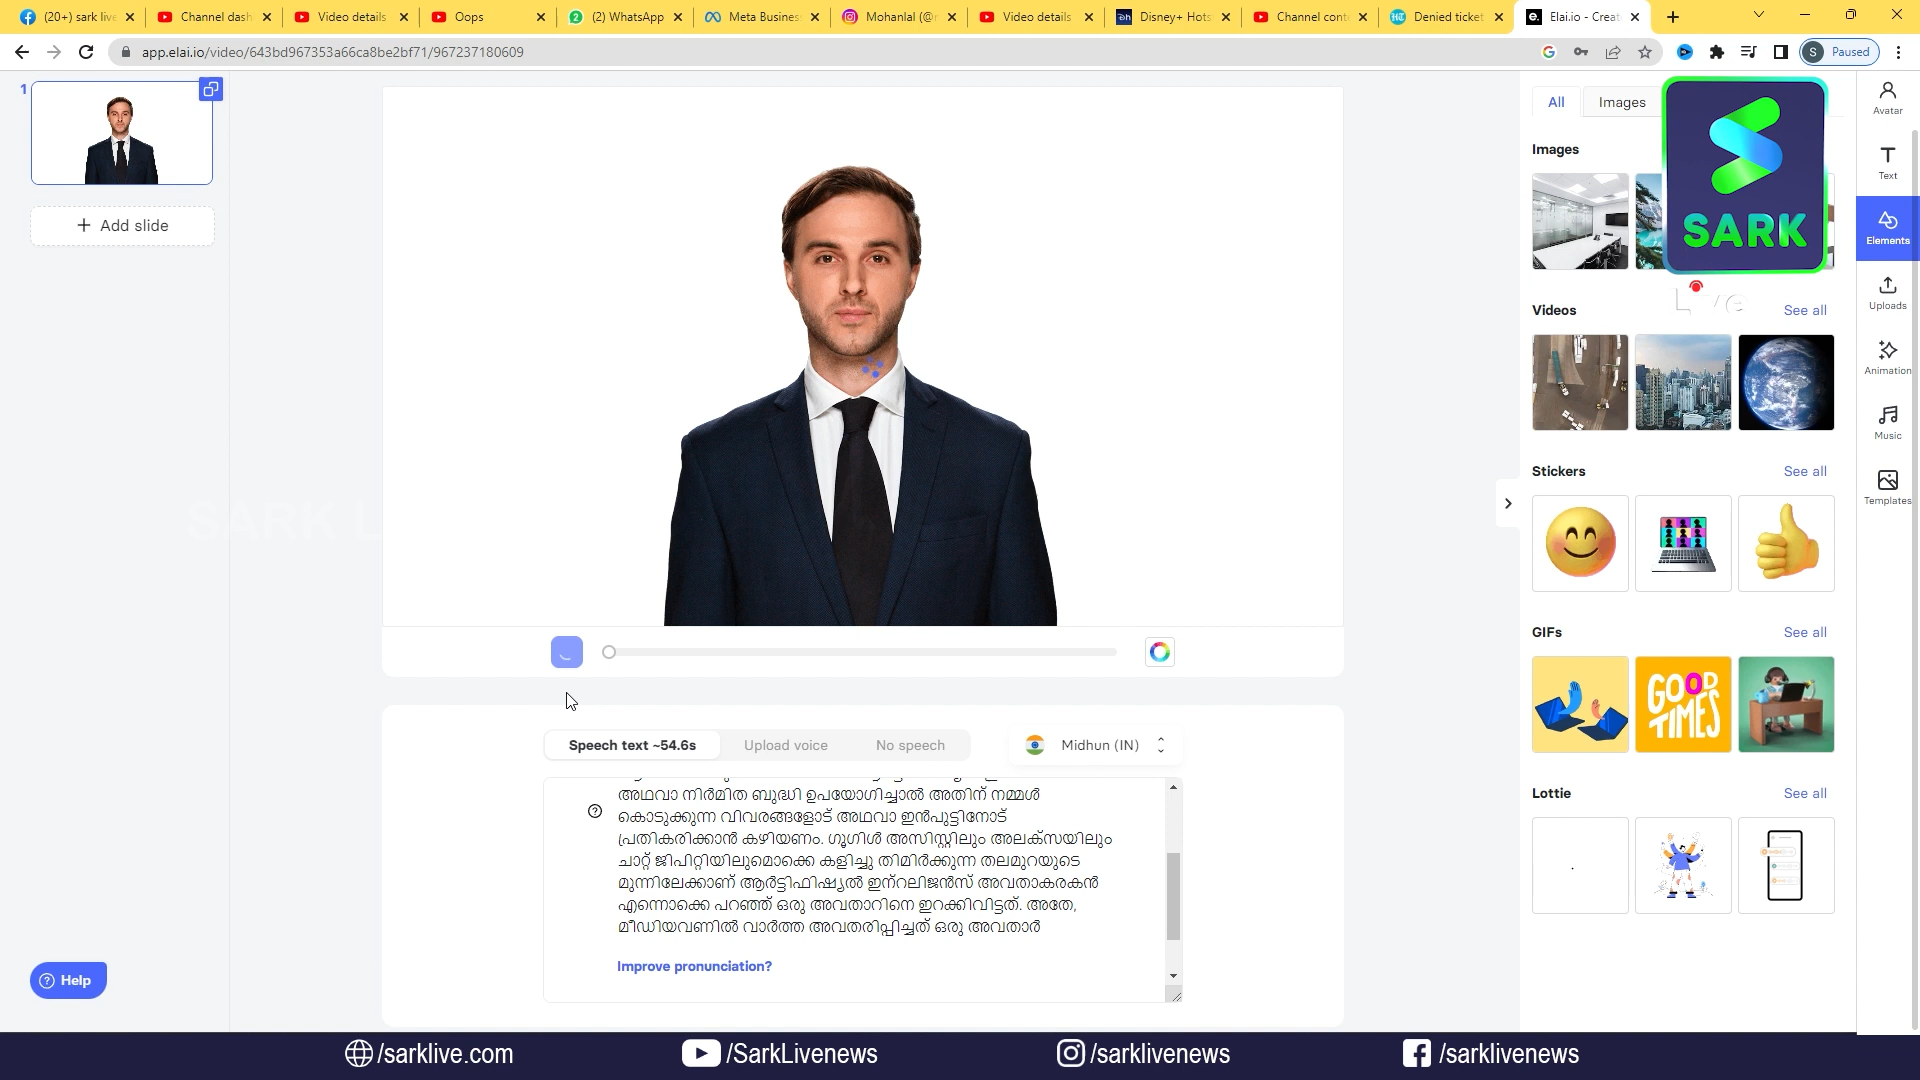 (20+) sark live
Channel dash
Video details
Oops
(2) WhatsApp
Meta Business
Mohanlal (@
Video details
Disney+ Hots
Channel cont
Denied ticket
Elai.io - Creat
app.elai.io/video/643bd967353a66ca8be2bf71/967237180609
S
Paused
1
Add slide
All
Images
Images
SARK
Videos
See all
Stickers
See all
GIFs
See all
GOOD
TIMES
Lottie
See all
Avatar
Text
Elements
Uploads
Animation
Music
Templates
SARK L
Speech text ~54.6s
Upload voice
No speech
Midhun (IN)
അഥവാ നിർമിത ബുദ്ധി ഉപയോഗിച്ചാൽ അതിന് നമ്മൾ
കൊടുക്കുന്ന വിവരങ്ങളോട് അഥവാ ഇൻപുട്ടിനോട്
പ്രതികരിക്കാൻ കഴിയണം. ഗൂഗിൾ അസിസ്റ്റിലും അലക്സയിലും
ചാറ്റ് ജിപിറ്റിയിലുമൊക്കെ കളിച്ചു തിമിർക്കുന്ന തലമുറയുടെ
മുന്നിലേക്കാണ് ആർട്ടിഫിഷ്യൽ ഇന്റലിജൻസ് അവതാകരകൻ
എന്നൊക്കെ പറഞ്ഞ് ഒരു അവതാറിനെ ഇറക്കിവിട്ടത്. അതേ,
മീഡിയവണിൽ വാർത്ത അവതരിപ്പിച്ചത് ഒരു അവതാർ
Improve pronunciation?
Help
/sarklive.com
/SarkLivenews
/sarklivenews
/sarklivenews